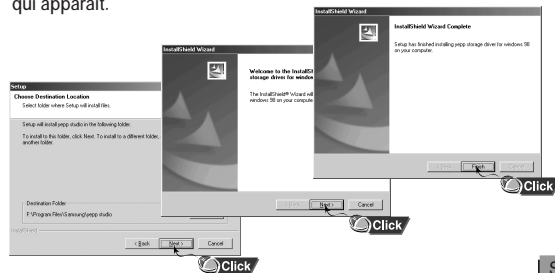 qui apparaît.
Setup
Choose Destination Location
Select folder where Setup will install files.
Setup will install yepp studio in the following folder.
To install to this folder, click Next. To install to a different folder,
another folder.
Destination Folder
F:\Program Files\Samsung\yepp studio
InstallShield
< Back Next > Cancel
Click
InstallShield Wizard
Welcome to the InstallS
storage driver for window
The InstallShield® Wizard will
windows 98 on your compute
< Back Next > Cancel
Click
InstallShield Wizard
InstallShield Wizard Complete
Setup has finished installing yepp storage driver for windows 98
on your computer.
< Back Finish Cancel
Click